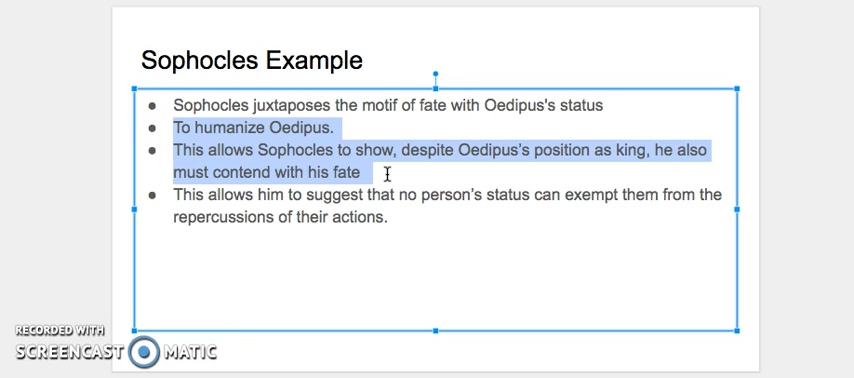 Sophocles Example
● Sophocles juxtaposes the motif of fate with Oedipus's status
● To humanize Oedipus.
● This allows Sophocles to show, despite Oedipus's position as king, he also
must contend with his fate
● This allows him to suggest that no person's status can exempt them from the
repercussions of their actions.
RECORDED WITH
SCREENCAST MATIC